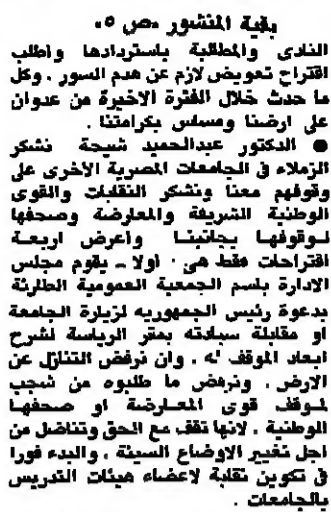 بقية المنشور «ص ٥»
النادى والمطالبة باستردادها واطلب
اقتراح تعويض لازم عن هدم السور . وكل
ما حدث خلال الفترة الاخيرة من عدوان
على ارضنا ومساس بكرامتنا .
● الدكتور عبدالحميد شيحة نشكر
الزملاء فى الجامعات المصرية الأخرى على
وقوفهم معنا ونشكر النقابات والقوى
الوطنية الشريفة والمعارضة وصحفها
لوقوفها بجانبنا واعرض اربعة
اقتراحات فقط هى · اولا ـ يقوم مجلس
الادارة باسم الجمعية العمومية الطارئة
بدعوة رئيس الجمهوريه لزيارة الجامعة
او مقابلة سيادته بمقر الرياسة لشرح
ابعاد الموقف له . وان نرفض التنازل عن
الارض . ونرفض ما طلبوه من شجب
لموقف قوى المعارضة او صحفها
الوطنية . لانها تقف مع الحق وتناضل من
اجل تغيير الاوضاع السيئة . والبدء فورا
فى تكوين نقابة لاعضاء هيئات التدريس
بالجامعات .